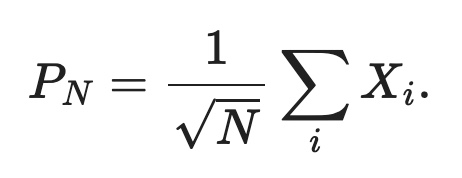 $P_N = \frac{1}{\sqrt{N}} \sum_i X_i.$